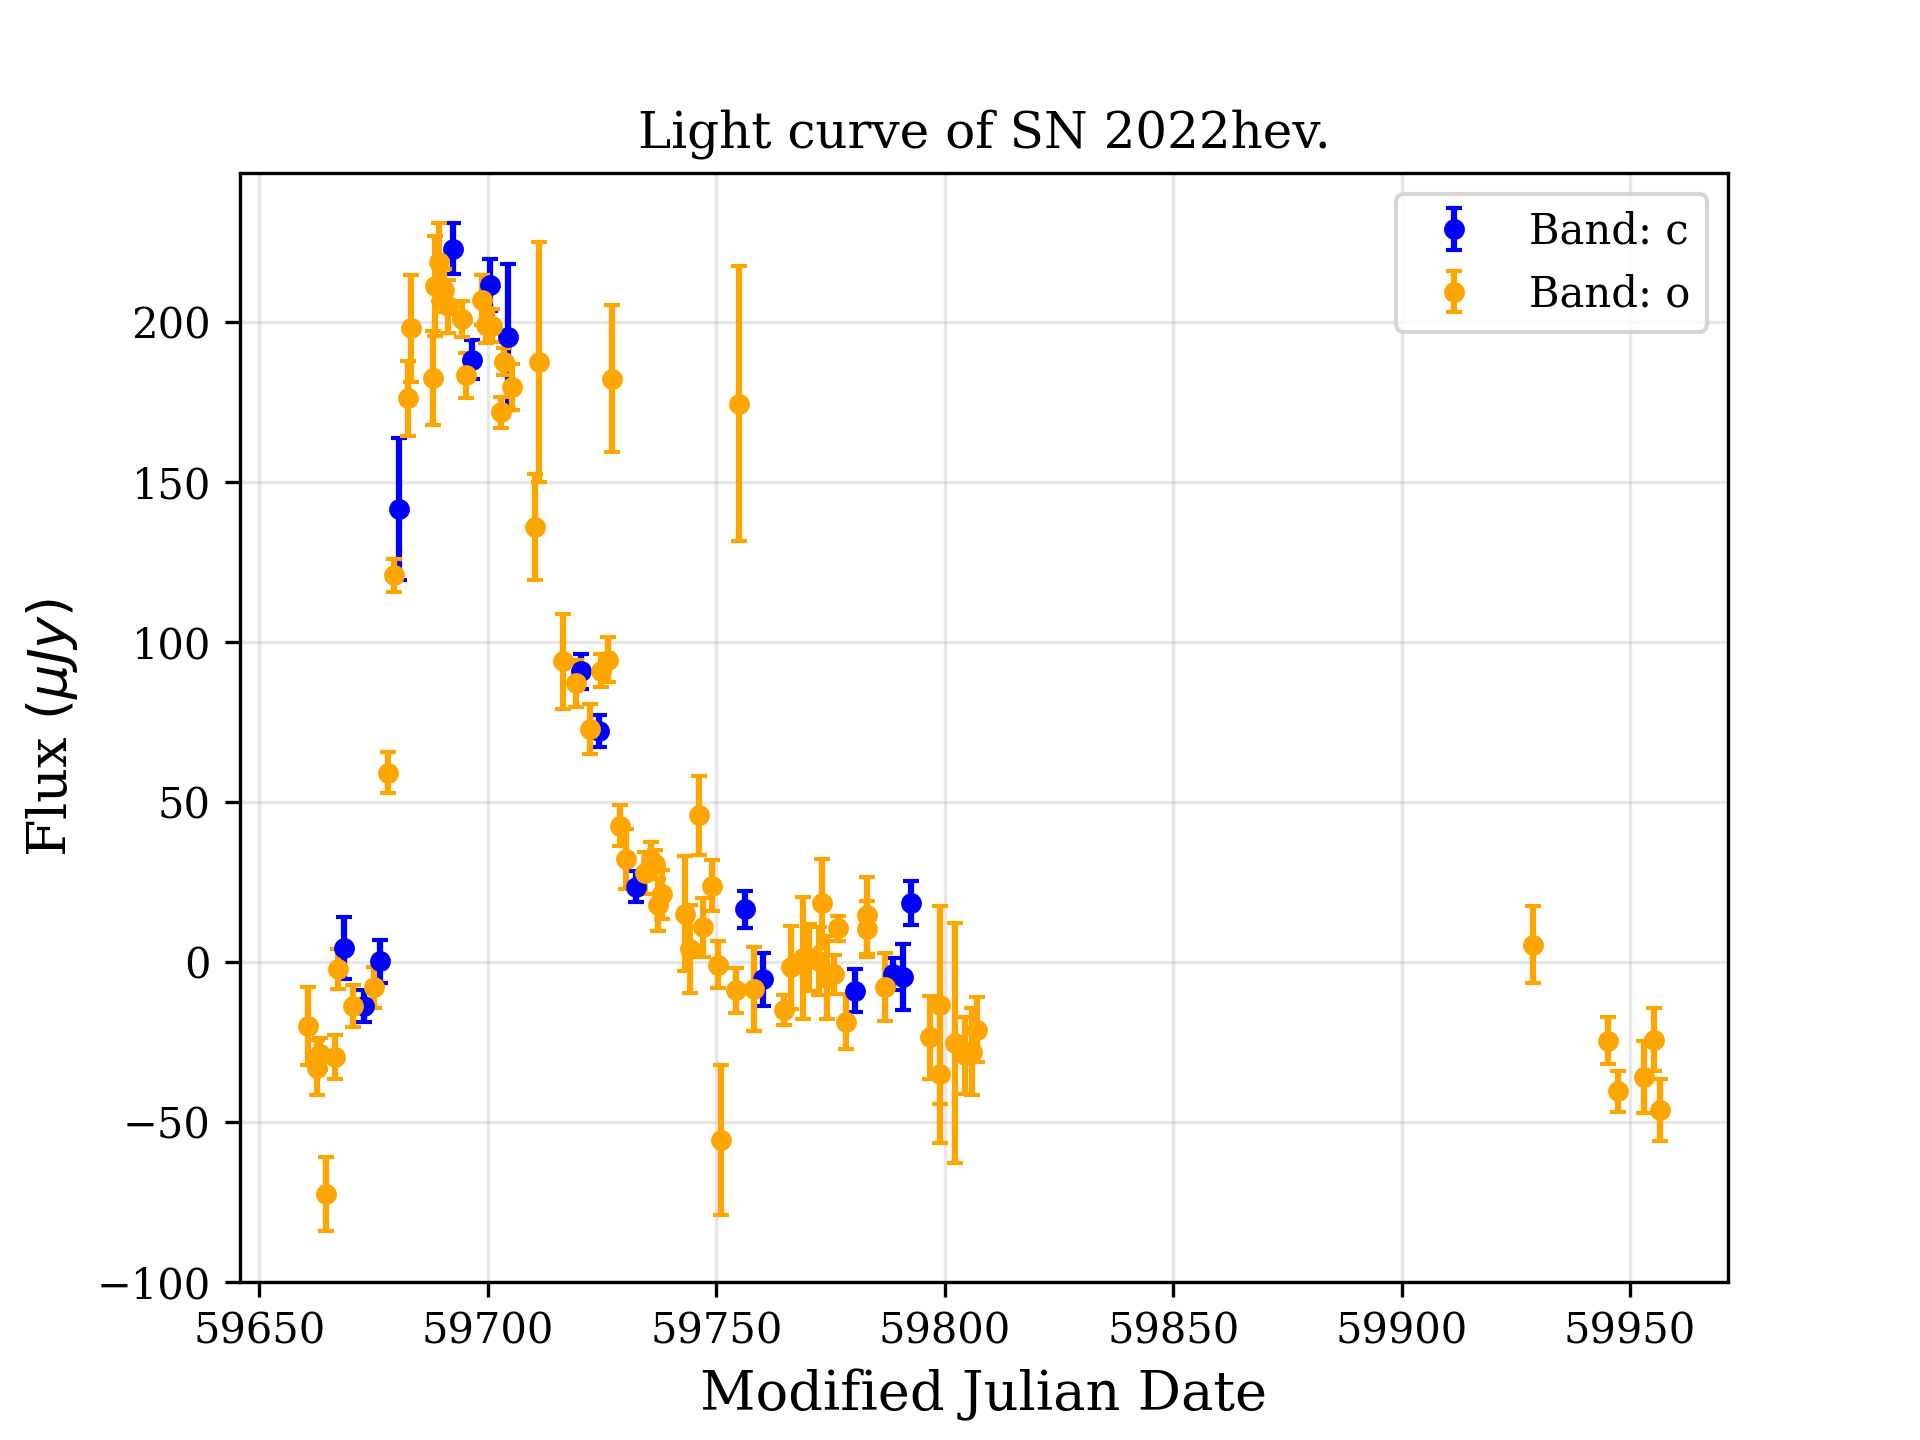 Light curve of SN 2022hev.
Band: c
Band: o
200
150
100
50
0
−50
−100
Flux (μJy)
59650 59700 59750 59800 59850 59900 59950
Modified Julian Date